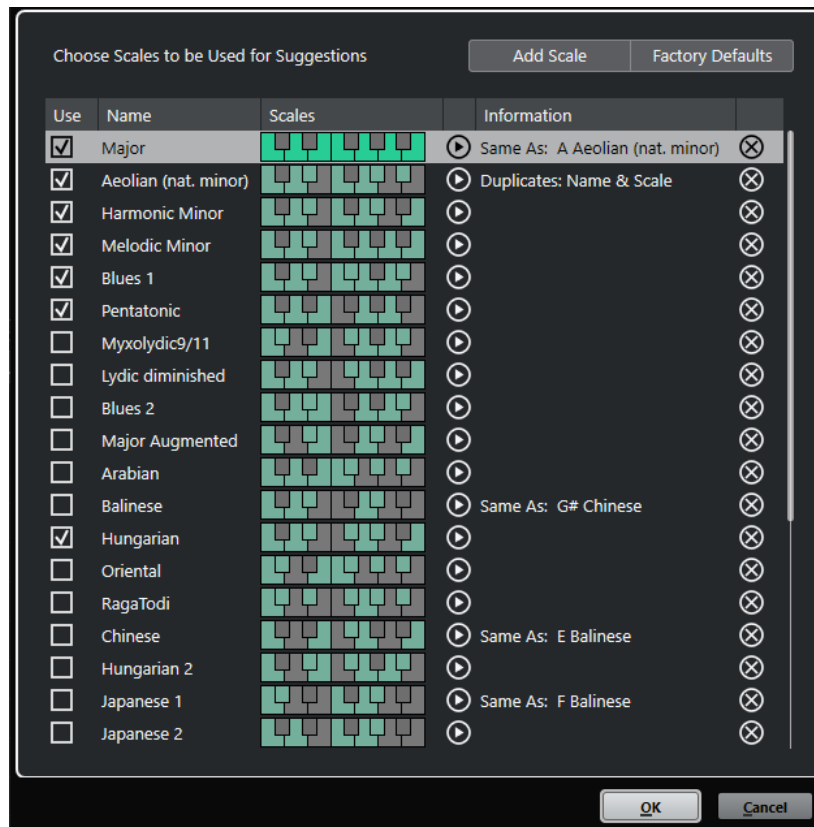 Choose Scales to be Used for Suggestions Add Scale Factory Defaults
Use Name Scales Information
Major Same As: A Aeolian (nat. minor)
Aeolian (nat. minor) Duplicates: Name & Scale
Harmonic Minor
Melodic Minor
Blues 1
Pentatonic
Myxolydic9/11
Lydic diminished
Blues 2
Major Augmented
Arabian
Balinese Same As: G# Chinese
Hungarian
Oriental
RagaTodi
Chinese Same As: E Balinese
Hungarian 2
Japanese 1 Same As: F Balinese
Japanese 2
OK Cancel